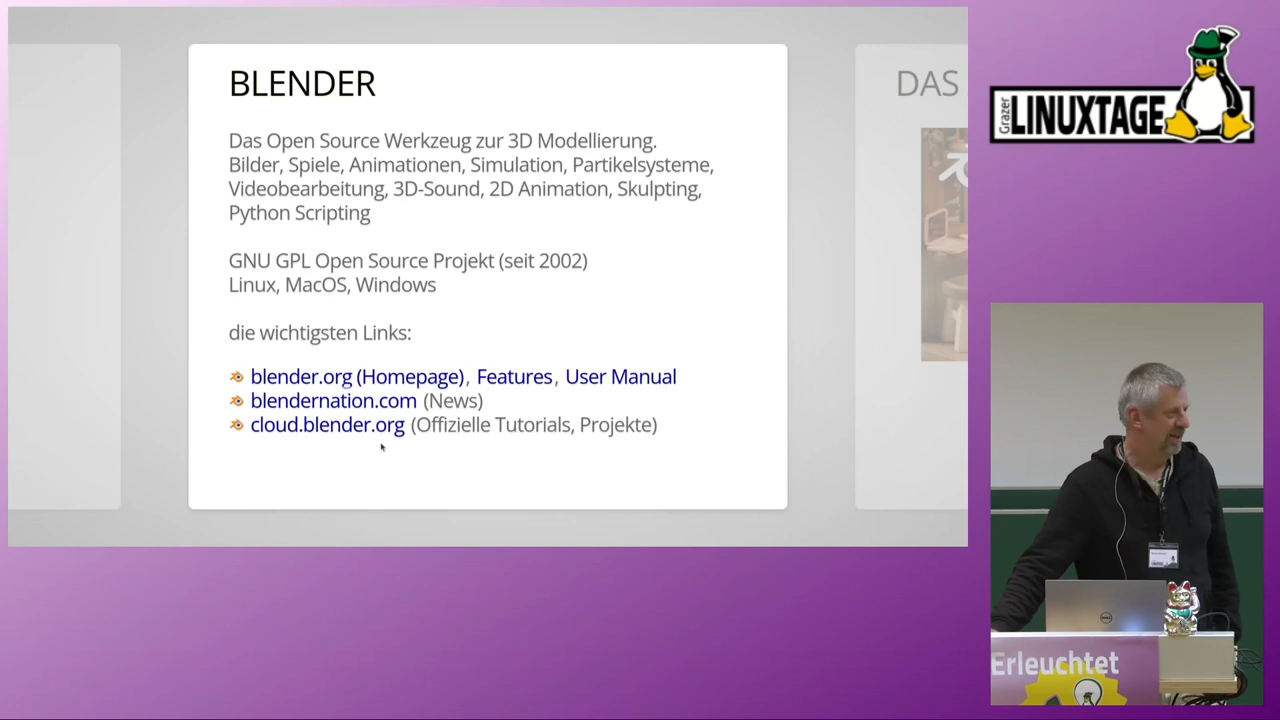 BLENDER
Das Open Source Werkzeug zur 3D Modellierung.
Bilder, Spiele, Animationen, Simulation, Partikelsysteme,
Videobearbeitung, 3D-Sound, 2D Animation, Skulpting,
Python Scripting
GNU GPL Open Source Projekt (seit 2002)
Linux, MacOS, Windows
die wichtigsten Links:
blender.org (Homepage), Features, User Manual
blendernation.com (News)
cloud.blender.org (Offizielle Tutorials, Projekte)
DAS
Grazer
LINUXTAGE
DELL
Erleuchtet